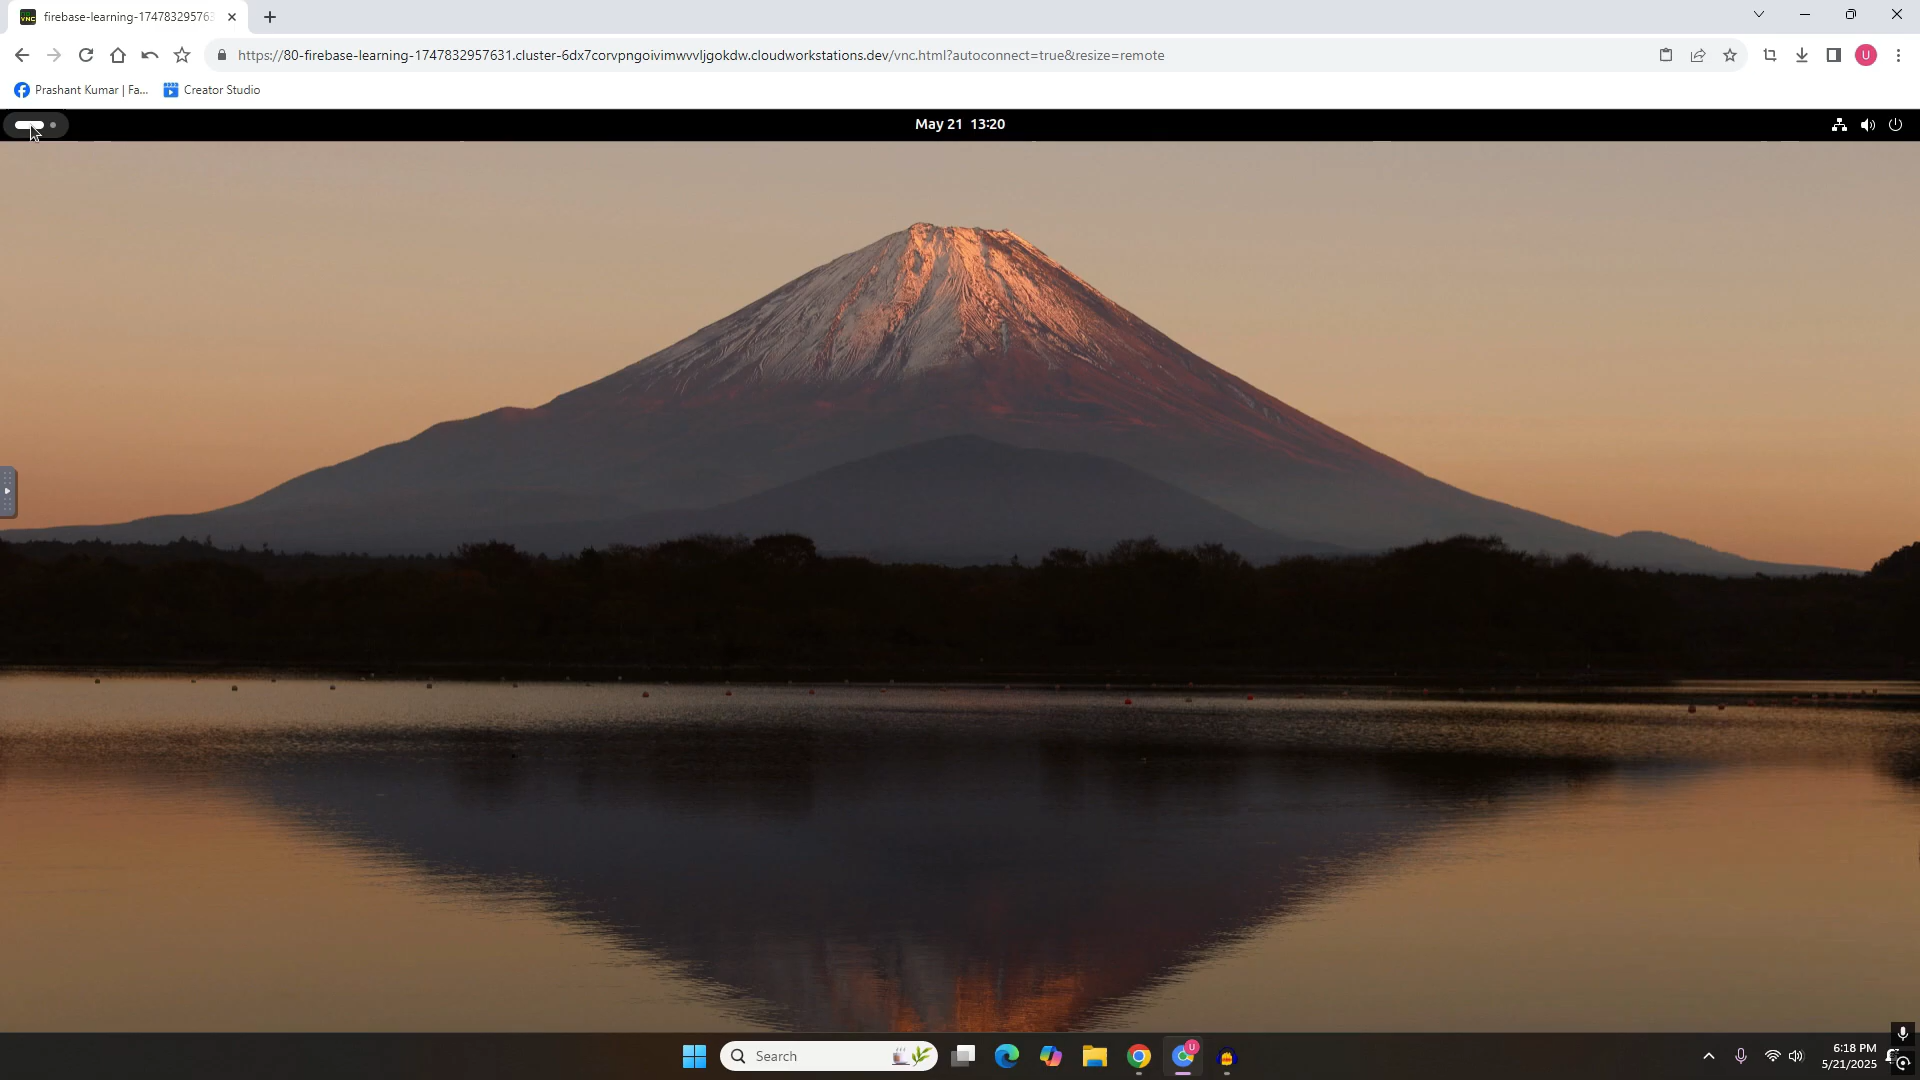 firebase-learning-174783295763
https://80-firebase-learning-1747832957631.cluster-6dx7corvpngoivimwvvljgokdw.cloudworkstations.dev/vnc.html?autoconnect=true&resize=remote
U
Prashant Kumar | Fa...
Creator Studio
May 21 13:20
Search
U
6:18 PM
5/21/2025